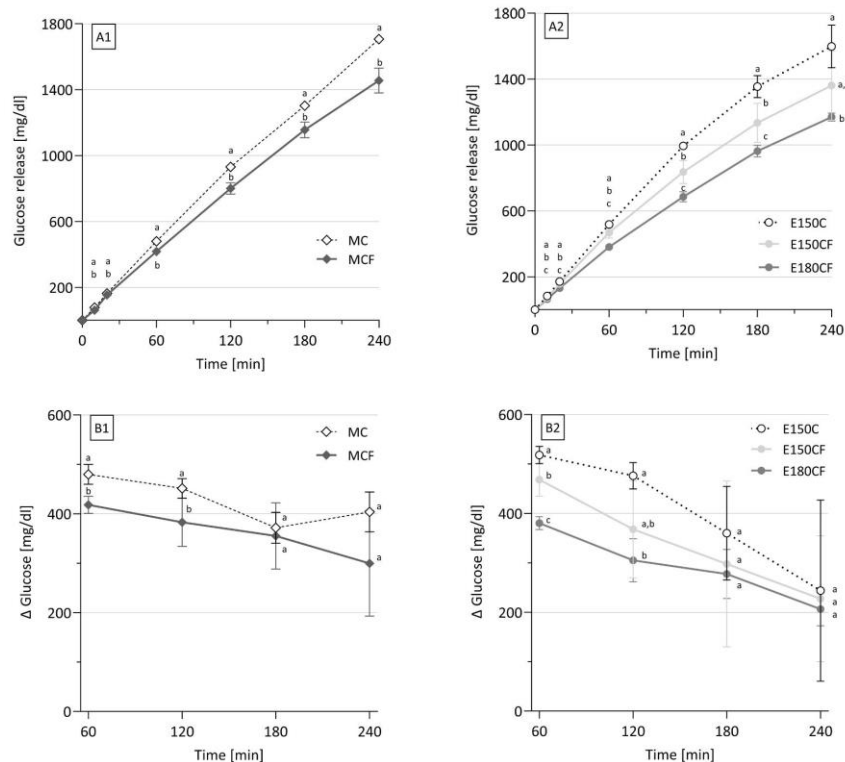 A1
Glucose release [mg/dl]
1800
1400
1000
600
200
a
b
a
b
a
b
a
b
a
b
a
b
MC
MCF
0
60
120
180
240
Time [min]
A2
Glucose release [mg/dl]
1800
1400
1000
600
200
a
b
c
a
b
c
a
b
c
a
b
c
a
b
c
a
a,
b
E150C
E150CF
E180CF
0
60
120
180
240
Time [min]
B1
Δ Glucose [mg/dl]
600
400
200
0
a
b
a
b
a
a
a
a
MC
MCF
60
120
180
240
Time [min]
B2
Δ Glucose [mg/dl]
600
400
200
0
a
b
c
a
a,b
b
a
a
a
a
a
a
E150C
E150CF
E180CF
60
120
180
240
Time [min]